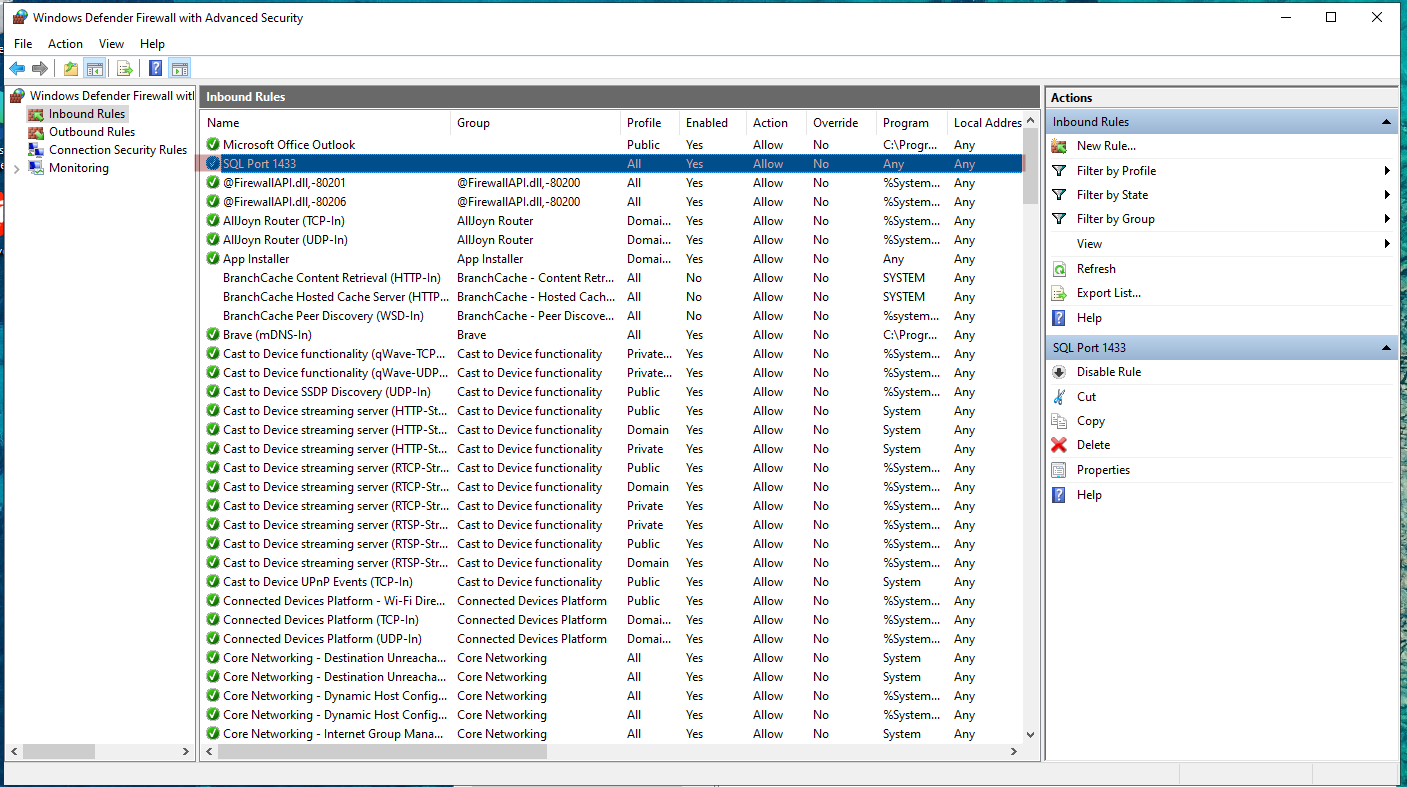 Windows Defender Firewall with Advanced Security
File Action View Help
Windows Defender Firewall with
Inbound Rules
Outbound Rules
Connection Security Rules
Monitoring
Inbound Rules
Name Group Profile Enabled Action Override Program Local Addres
Microsoft Office Outlook Public Yes Allow No C:\Progr... Any
SQL Port 1433 All Yes Allow No Any Any
@FirewallAPI.dll,-80201 @FirewallAPI.dll,-80200 All Yes Allow No %System... Any
@FirewallAPI.dll,-80206 @FirewallAPI.dll,-80200 All Yes Allow No %System... Any
AllJoyn Router (TCP-In) AllJoyn Router Domai... Yes Allow No %System... Any
AllJoyn Router (UDP-In) AllJoyn Router Domai... Yes Allow No %System... Any
App Installer App Installer Domai... Yes Allow No Any Any
BranchCache Content Retrieval (HTTP-In) BranchCache - Content Retr... All No Allow No SYSTEM Any
BranchCache Hosted Cache Server (HTTP... BranchCache - Hosted Cach... All No Allow No SYSTEM Any
BranchCache Peer Discovery (WSD-In) BranchCache - Peer Discove... All No Allow No %system... Any
Brave (mDNS-In) Brave All Yes Allow No C:\Progr... Any
Cast to Device functionality (qWave-TCP... Cast to Device functionality Private... Yes Allow No %System... Any
Cast to Device functionality (qWave-UDP... Cast to Device functionality Private... Yes Allow No %System... Any
Cast to Device SSDP Discovery (UDP-In) Cast to Device functionality Public Yes Allow No %System... Any
Cast to Device streaming server (HTTP-St... Cast to Device functionality Public Yes Allow No System Any
Cast to Device streaming server (HTTP-St... Cast to Device functionality Domain Yes Allow No System Any
Cast to Device streaming server (HTTP-St... Cast to Device functionality Private Yes Allow No System Any
Cast to Device streaming server (RTCP-Str... Cast to Device functionality Public Yes Allow No %System... Any
Cast to Device streaming server (RTCP-Str... Cast to Device functionality Domain Yes Allow No %System... Any
Cast to Device streaming server (RTCP-Str... Cast to Device functionality Private Yes Allow No %System... Any
Cast to Device streaming server (RTSP-Str... Cast to Device functionality Private Yes Allow No %System... Any
Cast to Device streaming server (RTSP-Str... Cast to Device functionality Public Yes Allow No %System... Any
Cast to Device streaming server (RTSP-Str... Cast to Device functionality Domain Yes Allow No %System... Any
Cast to Device UPnP Events (TCP-In) Cast to Device functionality Public Yes Allow No System Any
Connected Devices Platform - Wi-Fi Dire... Connected Devices Platform Public Yes Allow No %System... Any
Connected Devices Platform (TCP-In) Connected Devices Platform Domai... Yes Allow No %System... Any
Connected Devices Platform (UDP-In) Connected Devices Platform Domai... Yes Allow No %System... Any
Core Networking - Destination Unreacha... Core Networking All Yes Allow No System Any
Core Networking - Destination Unreacha... Core Networking All Yes Allow No System Any
Core Networking - Dynamic Host Config... Core Networking All Yes Allow No %System... Any
Core Networking - Dynamic Host Config... Core Networking All Yes Allow No %System... Any
Core Networking - Internet Group Mana... Core Networking All Yes Allow No System Any
Actions
Inbound Rules
New Rule...
Filter by Profile
Filter by State
Filter by Group
View
Refresh
Export List...
Help
SQL Port 1433
Disable Rule
Cut
Copy
Delete
Properties
Help